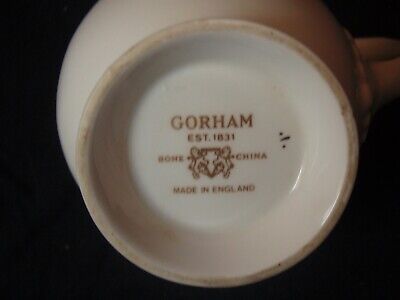 GORHAM
EST. 1831
BONE CHINA
MADE IN ENGLAND